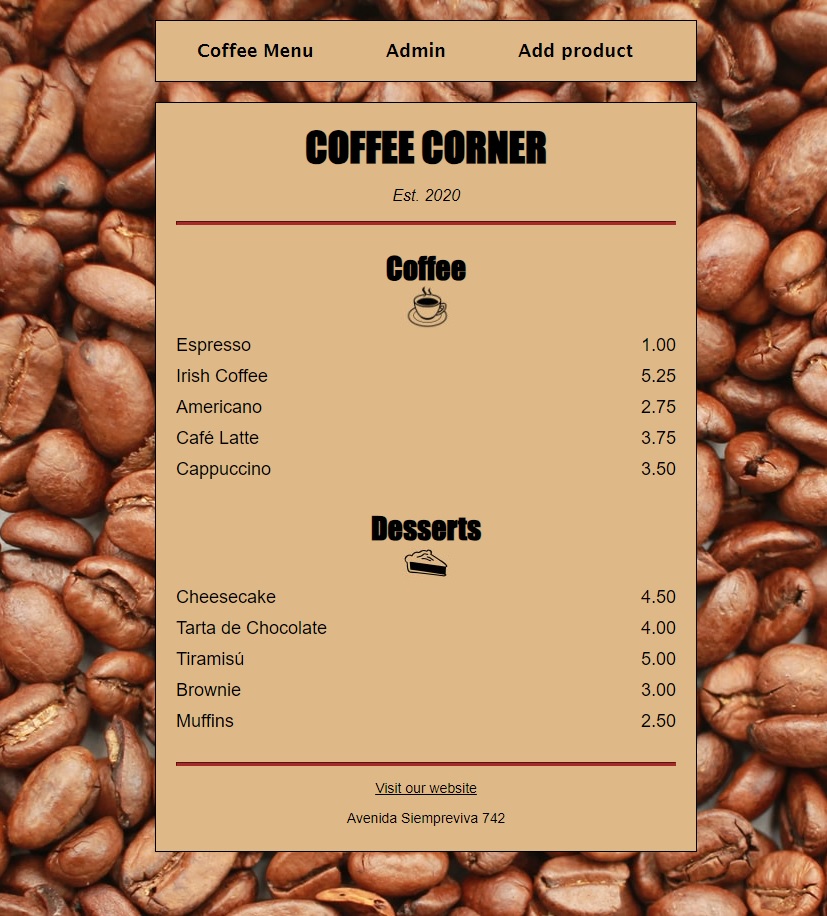 Coffee Menu Admin Add product
COFFEE CORNER
Est. 2020
Coffee
Espresso 1.00
Irish Coffee 5.25
Americano 2.75
Café Latte 3.75
Cappuccino 3.50
Desserts
Cheesecake 4.50
Tarta de Chocolate 4.00
Tiramisú 5.00
Brownie 3.00
Muffins 2.50
Visit our website
Avenida Siempreviva 742